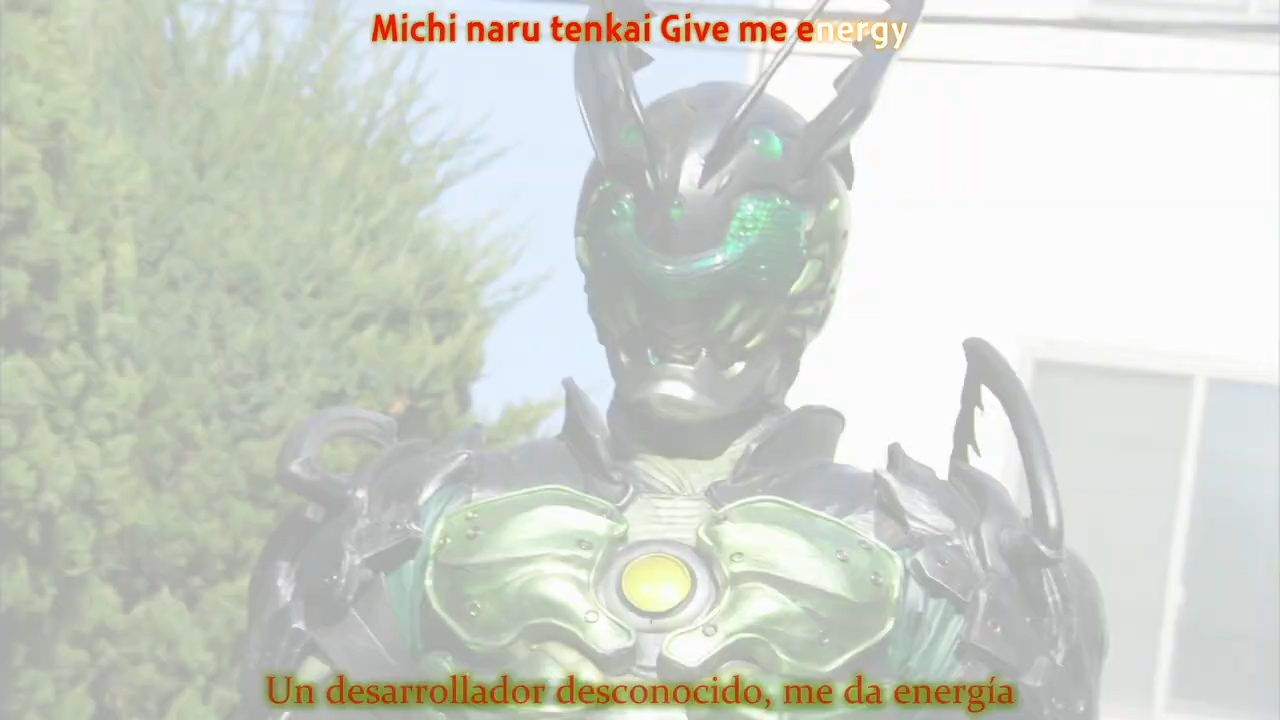 Michi naru tenkai Give me energy
Un desarrollador desconocido, me da energía